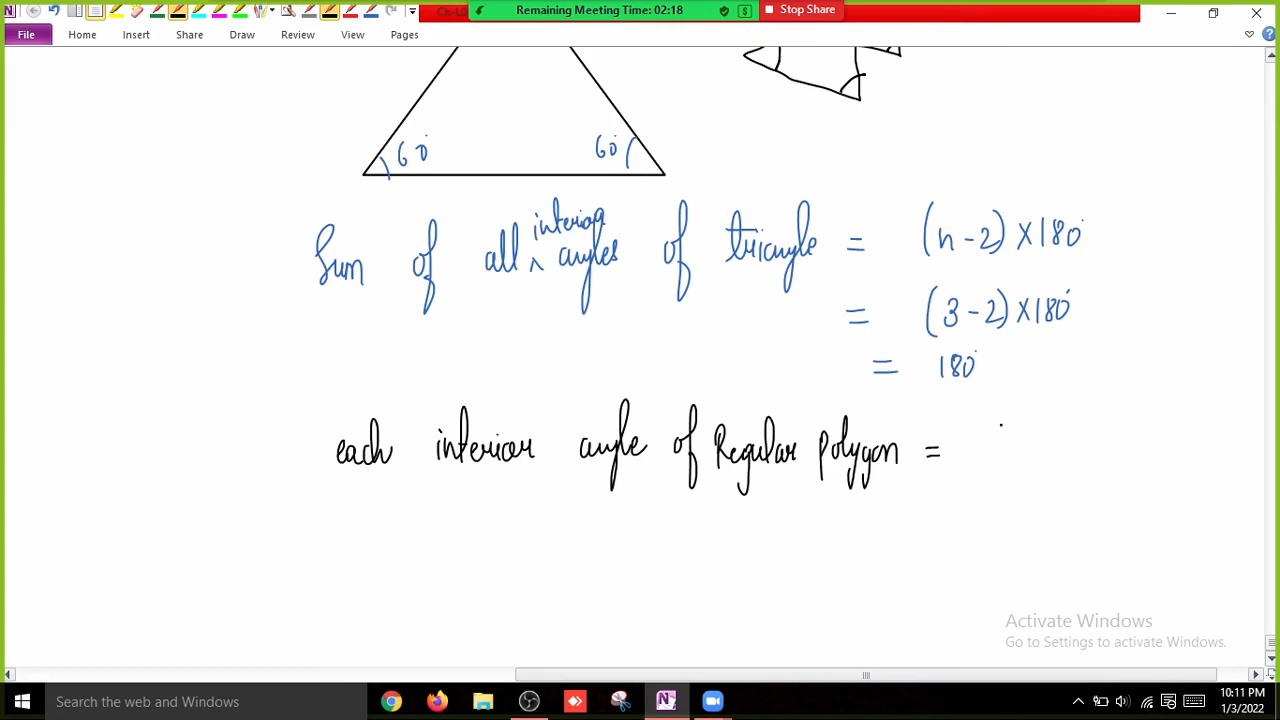 Remaining Meeting Time: 02:18
Stop Share
File Home Insert Share Draw Review View Pages
60° 60°
Sum of all interior angles of triangle = (n-2)×180°
= (3-2)×180°
= 180°
each interior angle of Regular polygon =
Activate Windows
Go to Settings to activate Windows.
Search the web and Windows
10:11 PM
1/3/2022